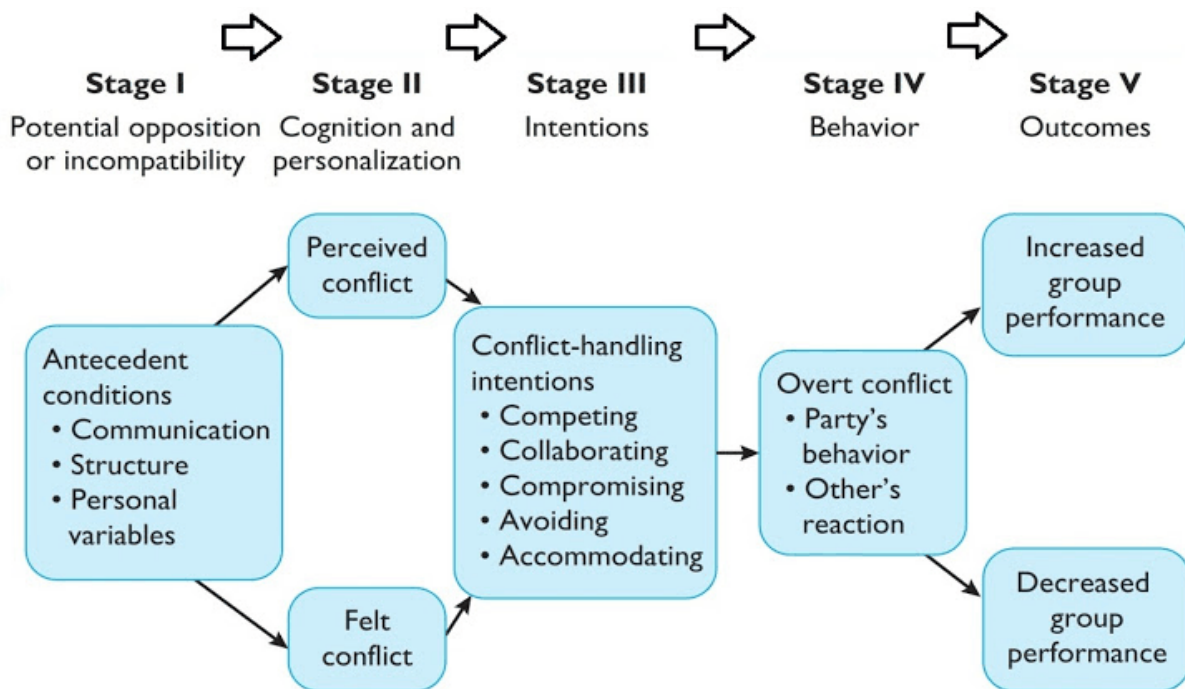 Stage I
Potential opposition
or incompatibility
Stage II
Cognition and
personalization
Stage III
Intentions
Stage IV
Behavior
Stage V
Outcomes
Antecedent
conditions
• Communication
• Structure
• Personal
variables
Perceived
conflict
Felt
conflict
Conflict-handling
intentions
• Competing
• Collaborating
• Compromising
• Avoiding
• Accommodating
Overt conflict
• Party's
behavior
• Other's
reaction
Increased
group
performance
Decreased
group
performance